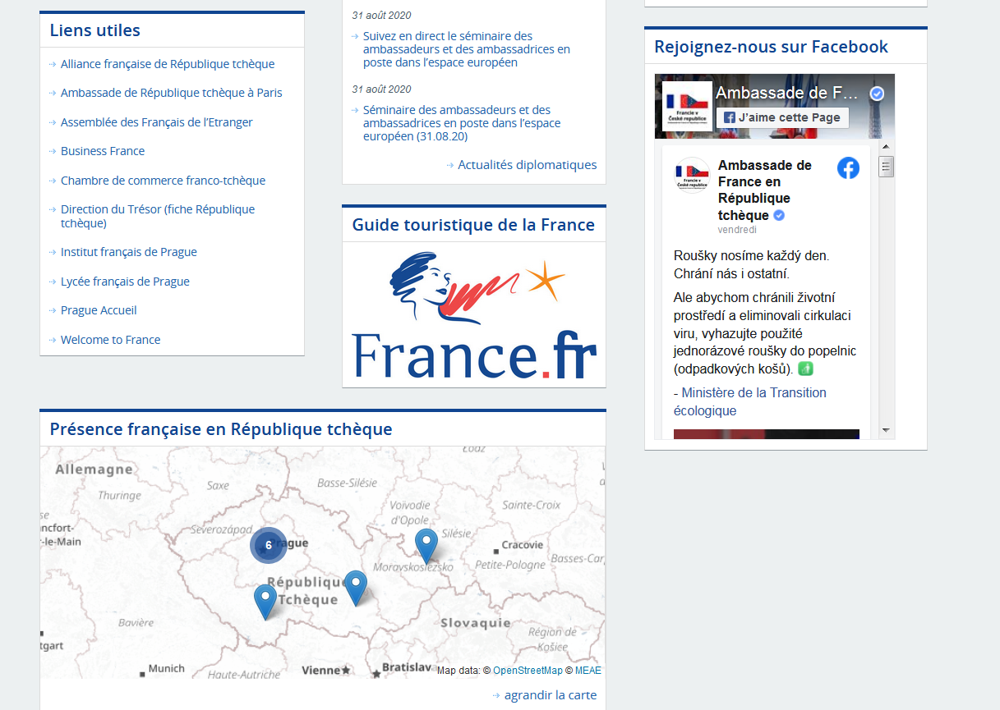 Liens utiles
Alliance française de République tchèque
Ambassade de République tchèque à Paris
Assemblée des Français de l’Etranger
Business France
Chambre de commerce franco-tchèque
Direction du Trésor (fiche République
tchèque)
Institut français de Prague
Lycée français de Prague
Prague Accueil
Welcome to France
31 août 2020
Suivez en direct le séminaire des
ambassadeurs et des ambassadrices en
poste dans l’espace européen
31 août 2020
Séminaire des ambassadeurs et des
ambassadrices en poste dans l’espace
européen (31.08.20)
Actualités diplomatiques
Guide touristique de la France
France.fr
Rejoignez-nous sur Facebook
Francie v
České republice
Ambassade de F...
J’aime cette Page
Francie v
České republice
Ambassade de
France en
République
tchèque
vendredi
Roušky nosíme každý den.
Chrání nás i ostatní.
Ale abychom chránili životní
prostředí a eliminovali cirkulaci
viru, vyhazujte použité
jednorázové roušky do popelnic
(odpadkových košů).
- Ministère de la Transition
écologique
Présence française en République tchèque
Łódź
Allemagne
Thuringe
Saxe
Basse-Silésie
Voïvodie
d'Opole
Sainte-Croix
ncfort-
r-le-Main
Severozápad
6
ague
Silésie
Cracovie
Moravskoslezsko
Petite-Pologne
Basses-Car
République
Tchèque
Bavière
Slovaquie
Région de
Košice
tgart
Munich
Haute-Autriche
Vienne
Bratislava
Map data: © OpenStreetMap © MEAE
agrandir la carte